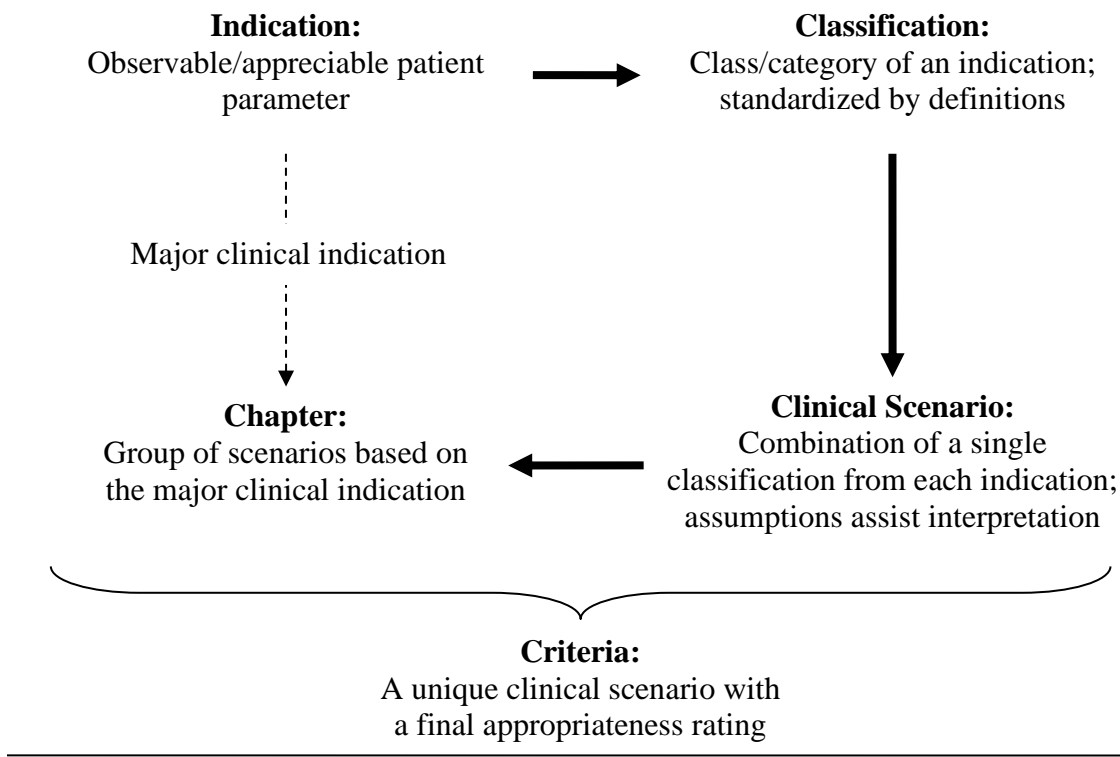 Indication:
Observable/appreciable patient
parameter
Classification:
Class/category of an indication;
standardized by definitions
Major clinical indication
Chapter:
Group of scenarios based on
the major clinical indication
Clinical Scenario:
Combination of a single
classification from each indication;
assumptions assist interpretation
Criteria:
A unique clinical scenario with
a final appropriateness rating